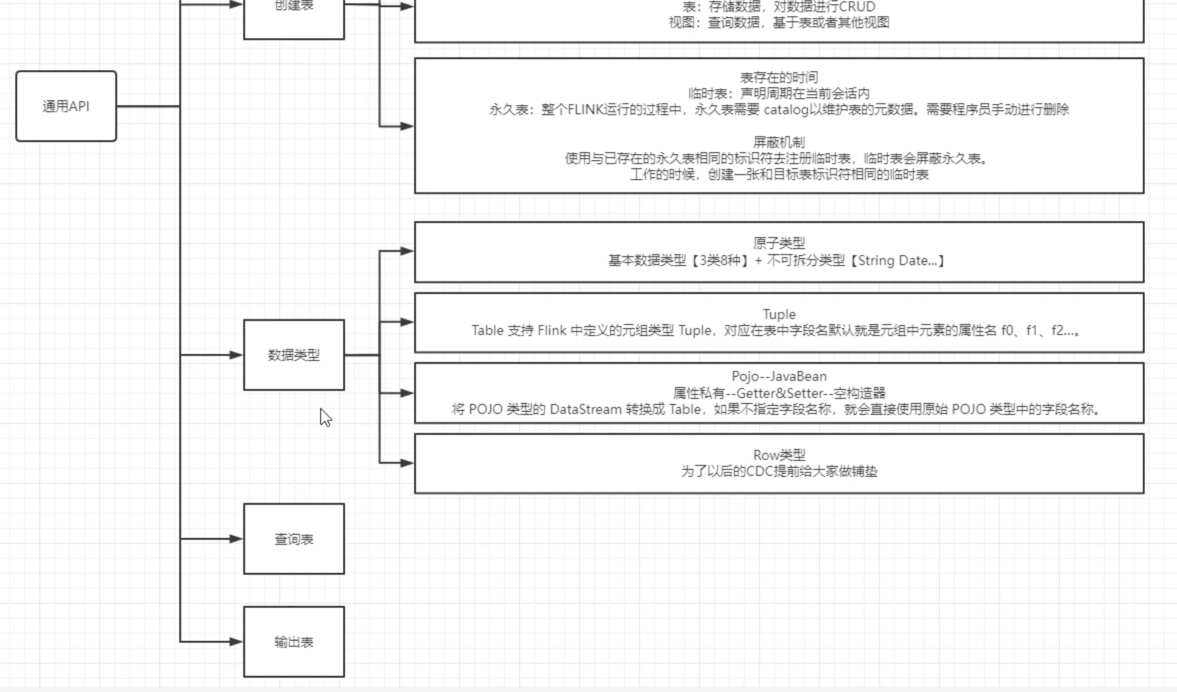 创建表
表：存储数据，对数据进行CRUD
视图：查询数据，基于表或者其他视图
通用API
表存在的时间
临时表：声明周期在当前会话内
永久表：整个FLINK运行的过程中，永久表需要 catalog以维护表的元数据。需要程序员手动进行删除
屏蔽机制
使用与已存在的永久表相同的标识符去注册临时表，临时表会屏蔽永久表。
工作的时候，创建一张和目标表标识符相同的临时表
数据类型
原子类型
基本数据类型【3类8种】+ 不可拆分类型【String Date...】
Tuple
Table 支持 Flink 中定义的元组类型 Tuple，对应在表中字段名默认就是元组中元素的属性名 f0、f1、f2...。
Pojo--JavaBean
属性私有--Getter&Setter--空构造器
将 POJO 类型的 DataStream 转换成 Table，如果不指定字段名称，就会直接使用原始 POJO 类型中的字段名称。
Row类型
为了以后的CDC提前给大家做铺垫
查询表
输出表